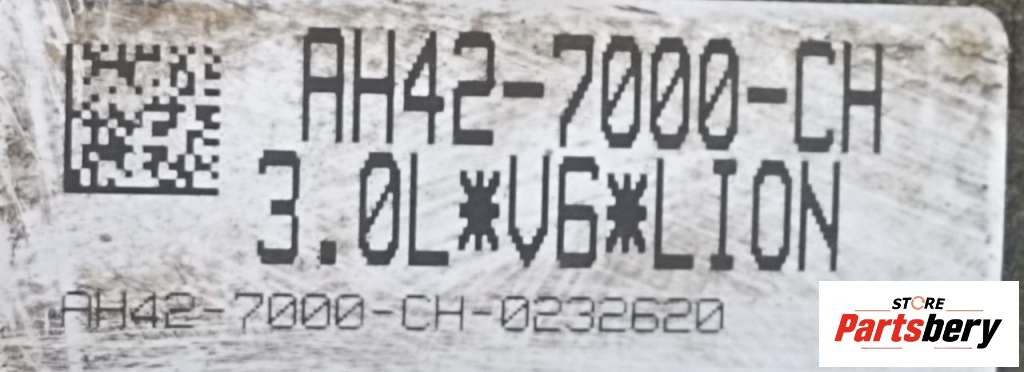 AH42-7000-CH
3.0L*V6*LION
AH42-7000-CH-0232620
STORE
Partsbery